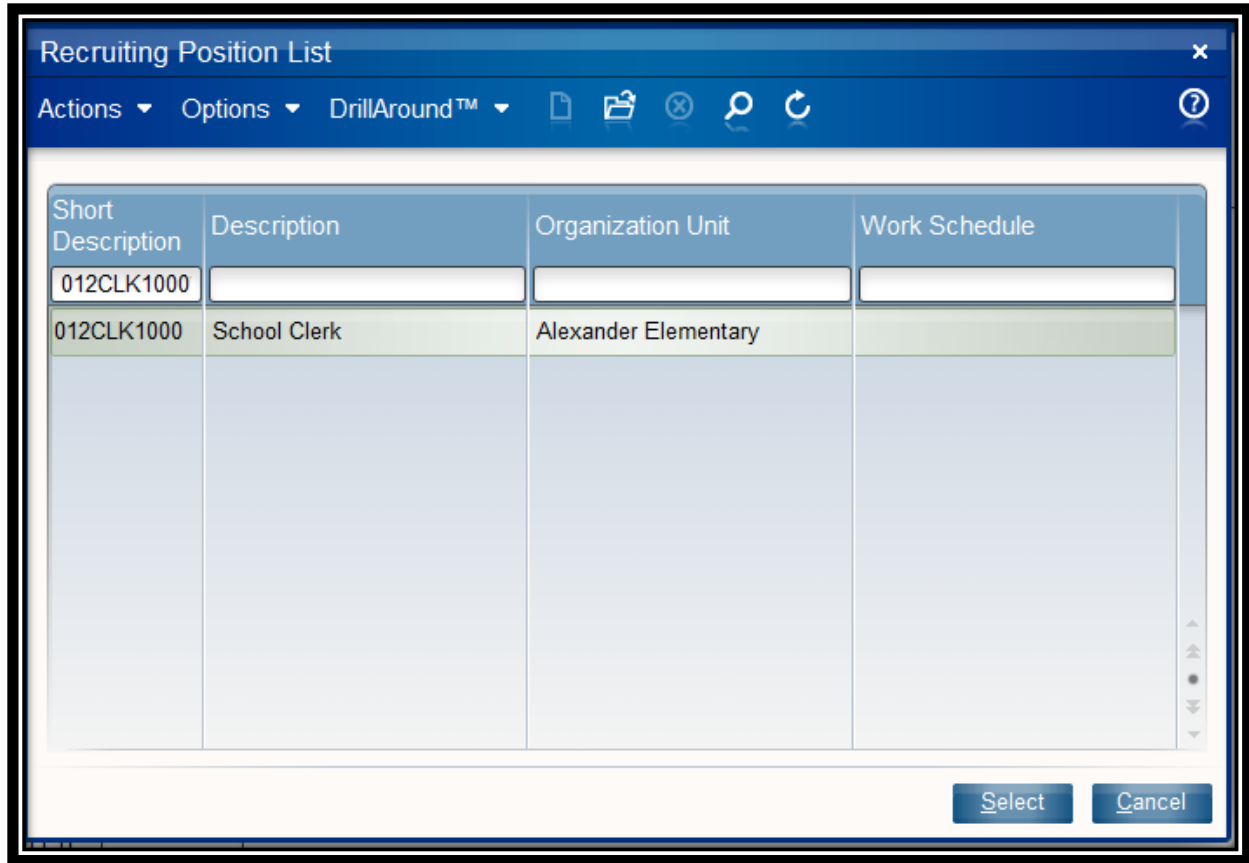 Recruiting Position List
Actions Options DrillAround™
Short Description Description Organization Unit Work Schedule
012CLK1000
012CLK1000 School Clerk Alexander Elementary
Select Cancel